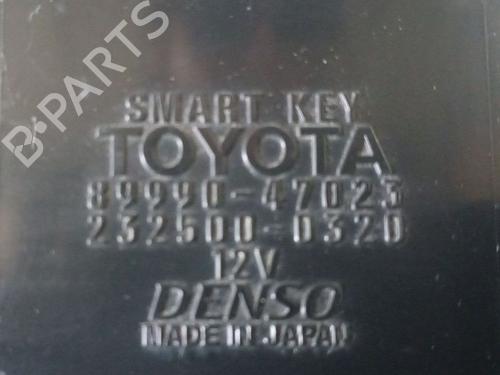 B-PARTS
SMART KEY
TOYOTA
89990-47023
232500-0320
12V
DENSO
MADE IN JAPAN